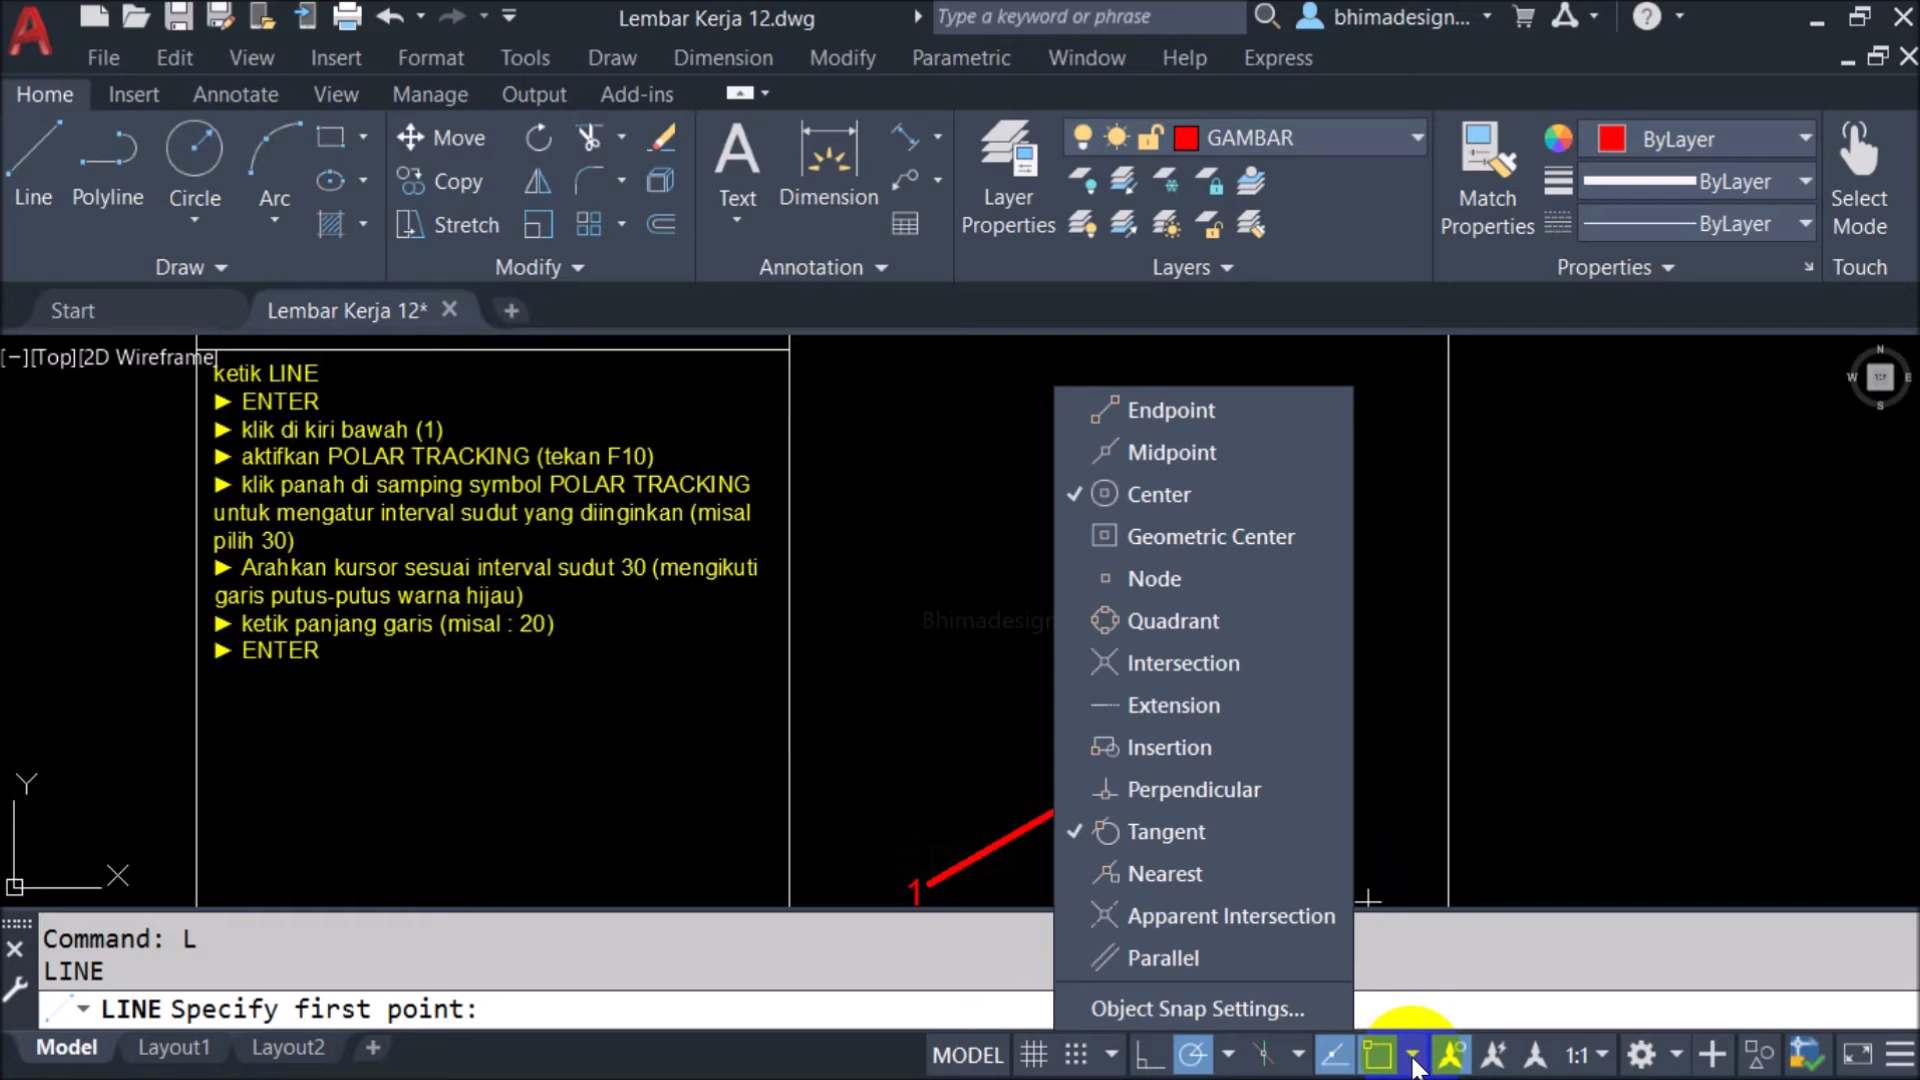 Lembar Kerja 12.dwg
Type a keyword or phrase
bhimadesign...
File Edit View Insert Format Tools Draw Dimension Modify Parametric Window Help Express
Home Insert Annotate View Manage Output Add-ins
Line
Polyline
Circle
Arc
Draw
Move
Copy
Stretch
Modify
Text
Dimension
Annotation
Layer
Properties
GAMBAR
Layers
Match
Properties
ByLayer
ByLayer
ByLayer
Properties
Select
Mode
Touch
Start
Lembar Kerja 12*
[−][Top][2D Wireframe]
ketik LINE
► ENTER
► klik di kiri bawah (1)
► aktifkan POLAR TRACKING (tekan F10)
► klik panah di samping symbol POLAR TRACKING
untuk mengatur interval sudut yang diinginkan (misal
pilih 30)
► Arahkan kursor sesuai interval sudut 30 (mengikuti
garis putus-putus warna hijau)
► ketik panjang garis (misal : 20)
► ENTER
N
W
E
S
TOP
Bhimadesign
Endpoint
Midpoint
Center
Geometric Center
Node
Quadrant
Intersection
Extension
Insertion
Perpendicular
Tangent
Nearest
Apparent Intersection
Parallel
Object Snap Settings...
1
Y
X
Command: L
LINE
LINE Specify first point:
Model Layout1 Layout2
MODEL
1:1